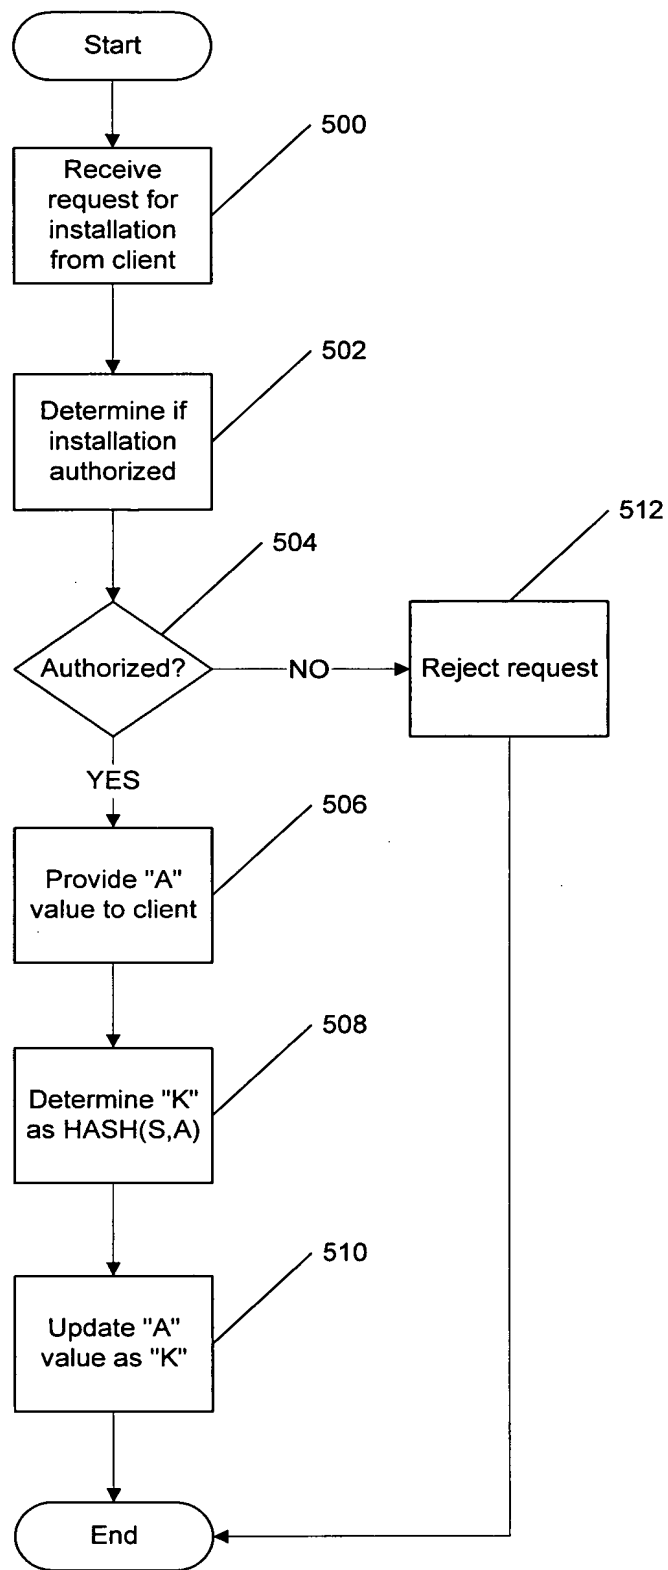 Start
500
Receive
request for
installation
from client
502
Determine if
installation
authorized
504
Authorized?
NO
512
Reject request
YES
506
Provide "A"
value to client
508
Determine "K"
as HASH(S,A)
510
Update "A"
value as "K"
End